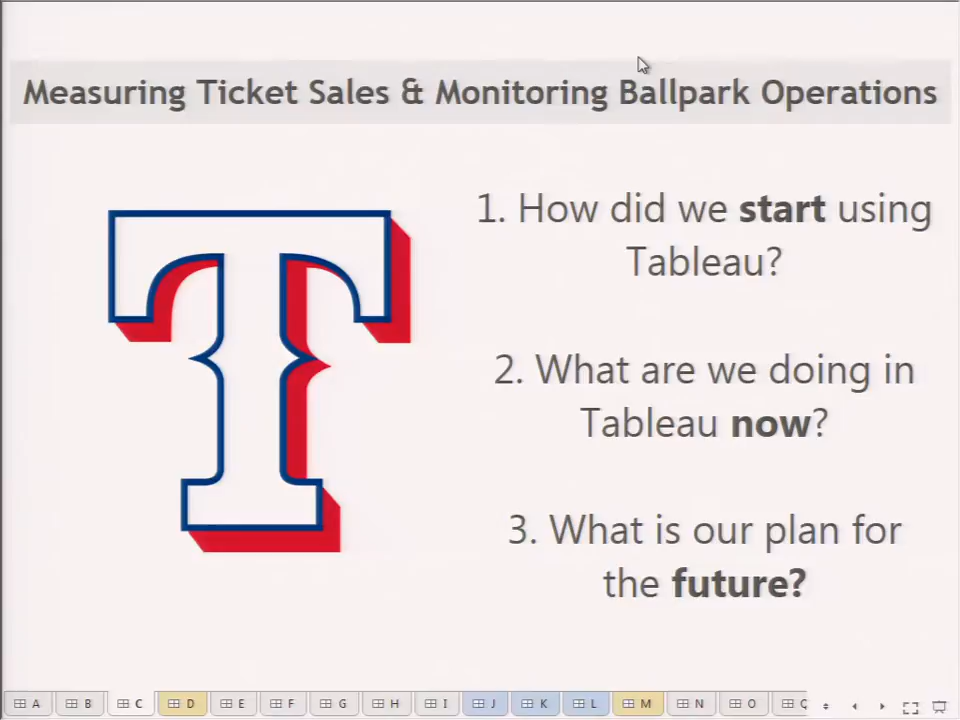 Measuring Ticket Sales & Monitoring Ballpark Operations
T
1. How did we start using
Tableau?
2. What are we doing in
Tableau now?
3. What is our plan for
the future?
A B C D E F G H I J K L M N O